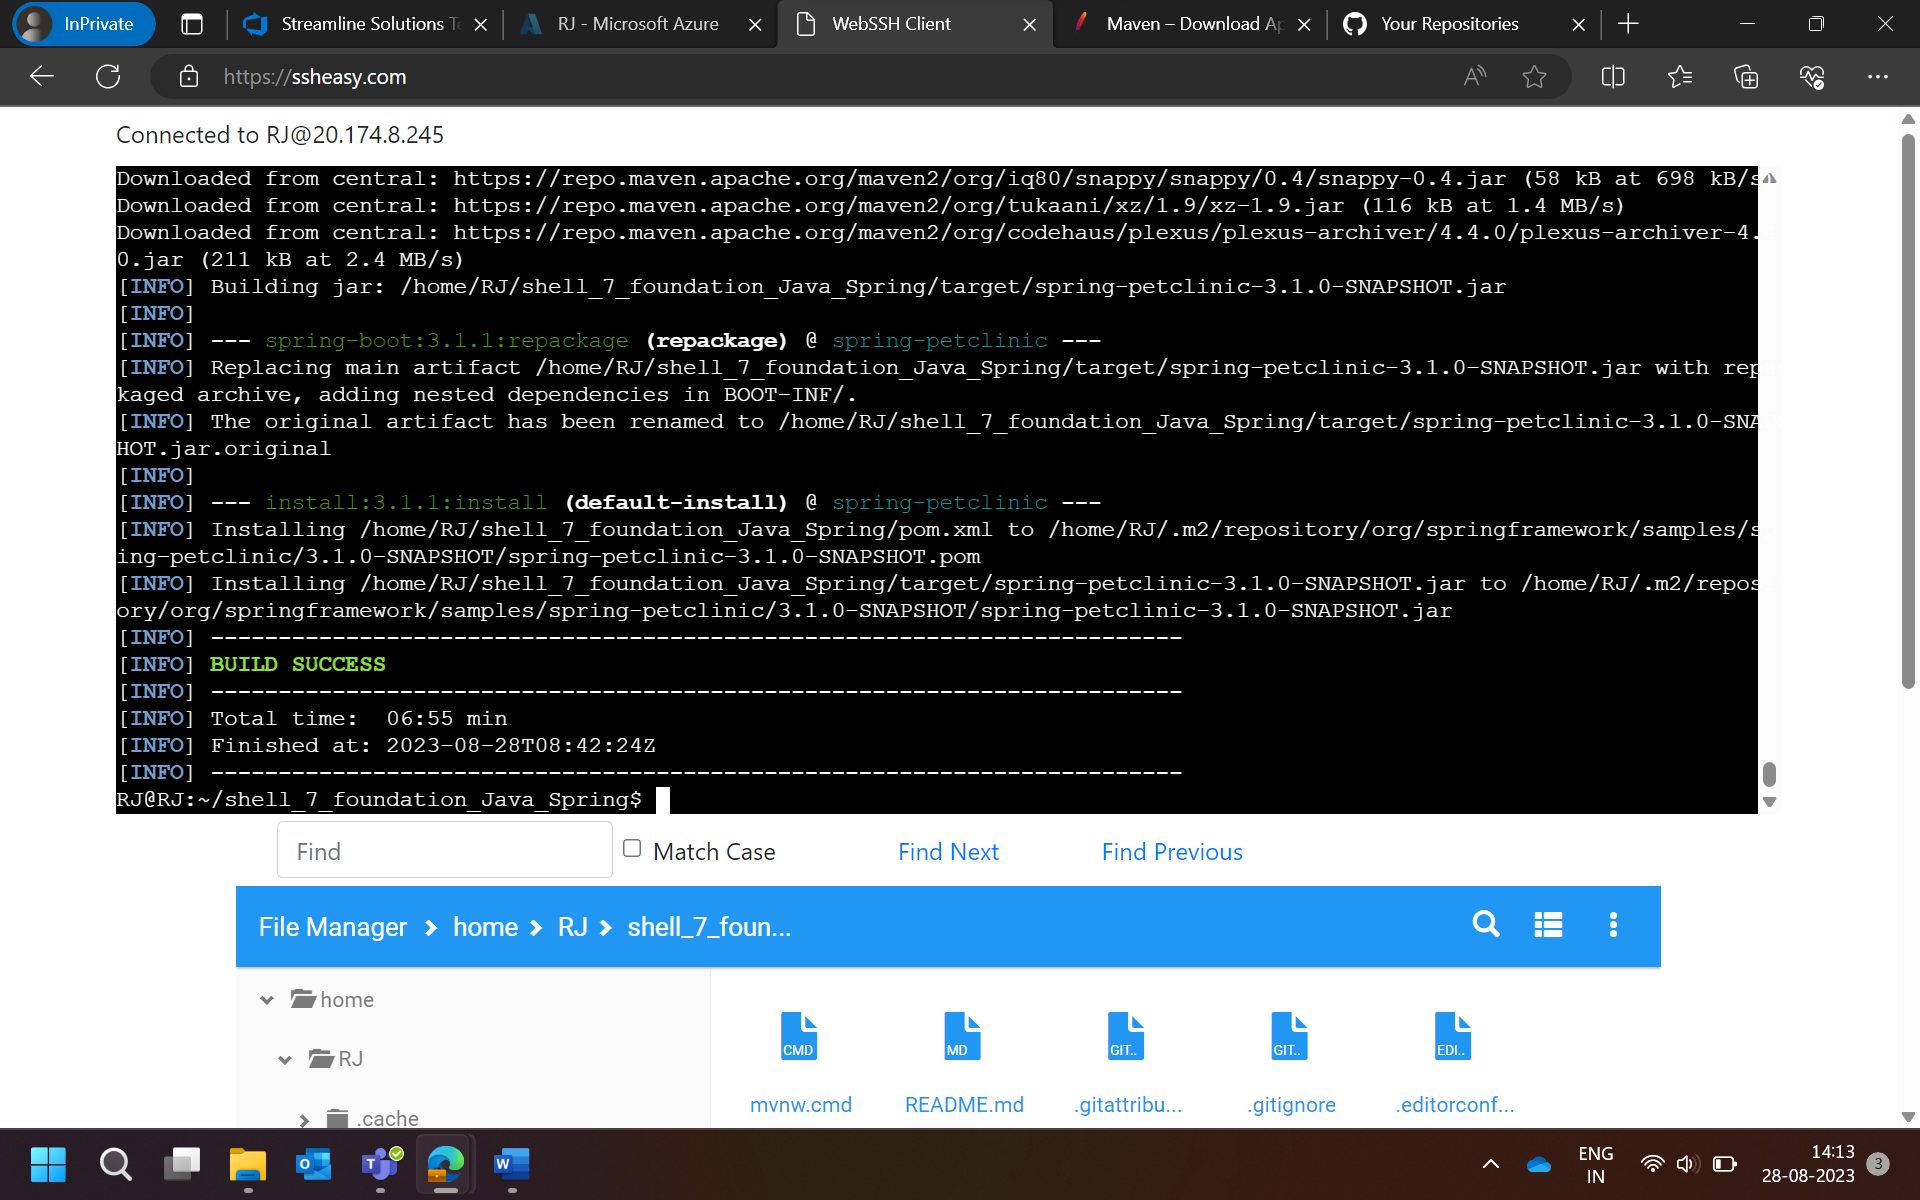 InPrivate
Streamline Solutions Te
RJ - Microsoft Azure
WebSSH Client
Maven – Download Ap
Your Repositories
https://ssheasy.com
Connected to RJ@20.174.8.245
Downloaded from central: https://repo.maven.apache.org/maven2/org/iq80/snappy/snappy/0.4/snappy-0.4.jar (58 kB at 698 kB/s
Downloaded from central: https://repo.maven.apache.org/maven2/org/tukaani/xz/1.9/xz-1.9.jar (116 kB at 1.4 MB/s)
Downloaded from central: https://repo.maven.apache.org/maven2/org/codehaus/plexus/plexus-archiver/4.4.0/plexus-archiver-4.
0.jar (211 kB at 2.4 MB/s)
[INFO] Building jar: /home/RJ/shell_7_foundation_Java_Spring/target/spring-petclinic-3.1.0-SNAPSHOT.jar
[INFO]
[INFO] --- spring-boot:3.1.1:repackage (repackage) @ spring-petclinic ---
[INFO] Replacing main artifact /home/RJ/shell_7_foundation_Java_Spring/target/spring-petclinic-3.1.0-SNAPSHOT.jar with rep
kaged archive, adding nested dependencies in BOOT-INF/.
[INFO] The original artifact has been renamed to /home/RJ/shell_7_foundation_Java_Spring/target/spring-petclinic-3.1.0-SNA
HOT.jar.original
[INFO]
[INFO] --- install:3.1.1:install (default-install) @ spring-petclinic ---
[INFO] Installing /home/RJ/shell_7_foundation_Java_Spring/pom.xml to /home/RJ/.m2/repository/org/springframework/samples/s
ing-petclinic/3.1.0-SNAPSHOT/spring-petclinic-3.1.0-SNAPSHOT.pom
[INFO] Installing /home/RJ/shell_7_foundation_Java_Spring/target/spring-petclinic-3.1.0-SNAPSHOT.jar to /home/RJ/.m2/repos
ory/org/springframework/samples/spring-petclinic/3.1.0-SNAPSHOT/spring-petclinic-3.1.0-SNAPSHOT.jar
[INFO] ------------------------------------------------------------------------
[INFO] BUILD SUCCESS
[INFO] ------------------------------------------------------------------------
[INFO] Total time:  06:55 min
[INFO] Finished at: 2023-08-28T08:42:24Z
[INFO] ------------------------------------------------------------------------
RJ@RJ:~/shell_7_foundation_Java_Spring$
Find
Match Case
Find Next
Find Previous
File Manager > home > RJ > shell_7_foun...
home
RJ
.cache
CMD
MD
GIT..
GIT..
EDI..
mvnw.cmd
README.md
.gitattribu...
.gitignore
.editorconf...
ENG
IN
14:13
28-08-2023
3